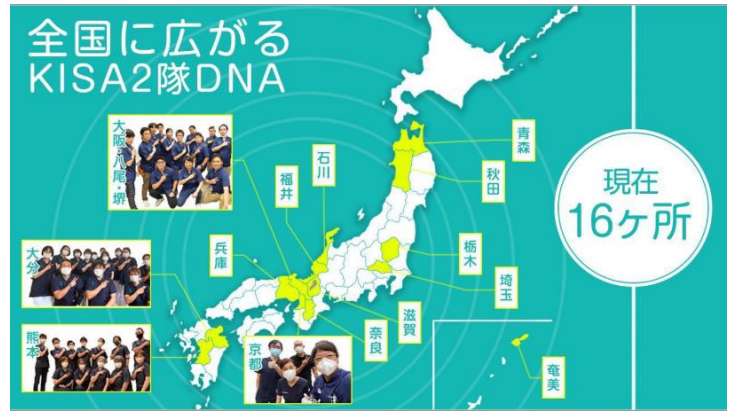 全国に広がる
KISA2隊DNA
大阪・八尾・堺
石川
福井
兵庫
大分
熊本
京都
奈良
滋賀
埼玉
栃木
秋田
青森
奄美
現在
16ヶ所